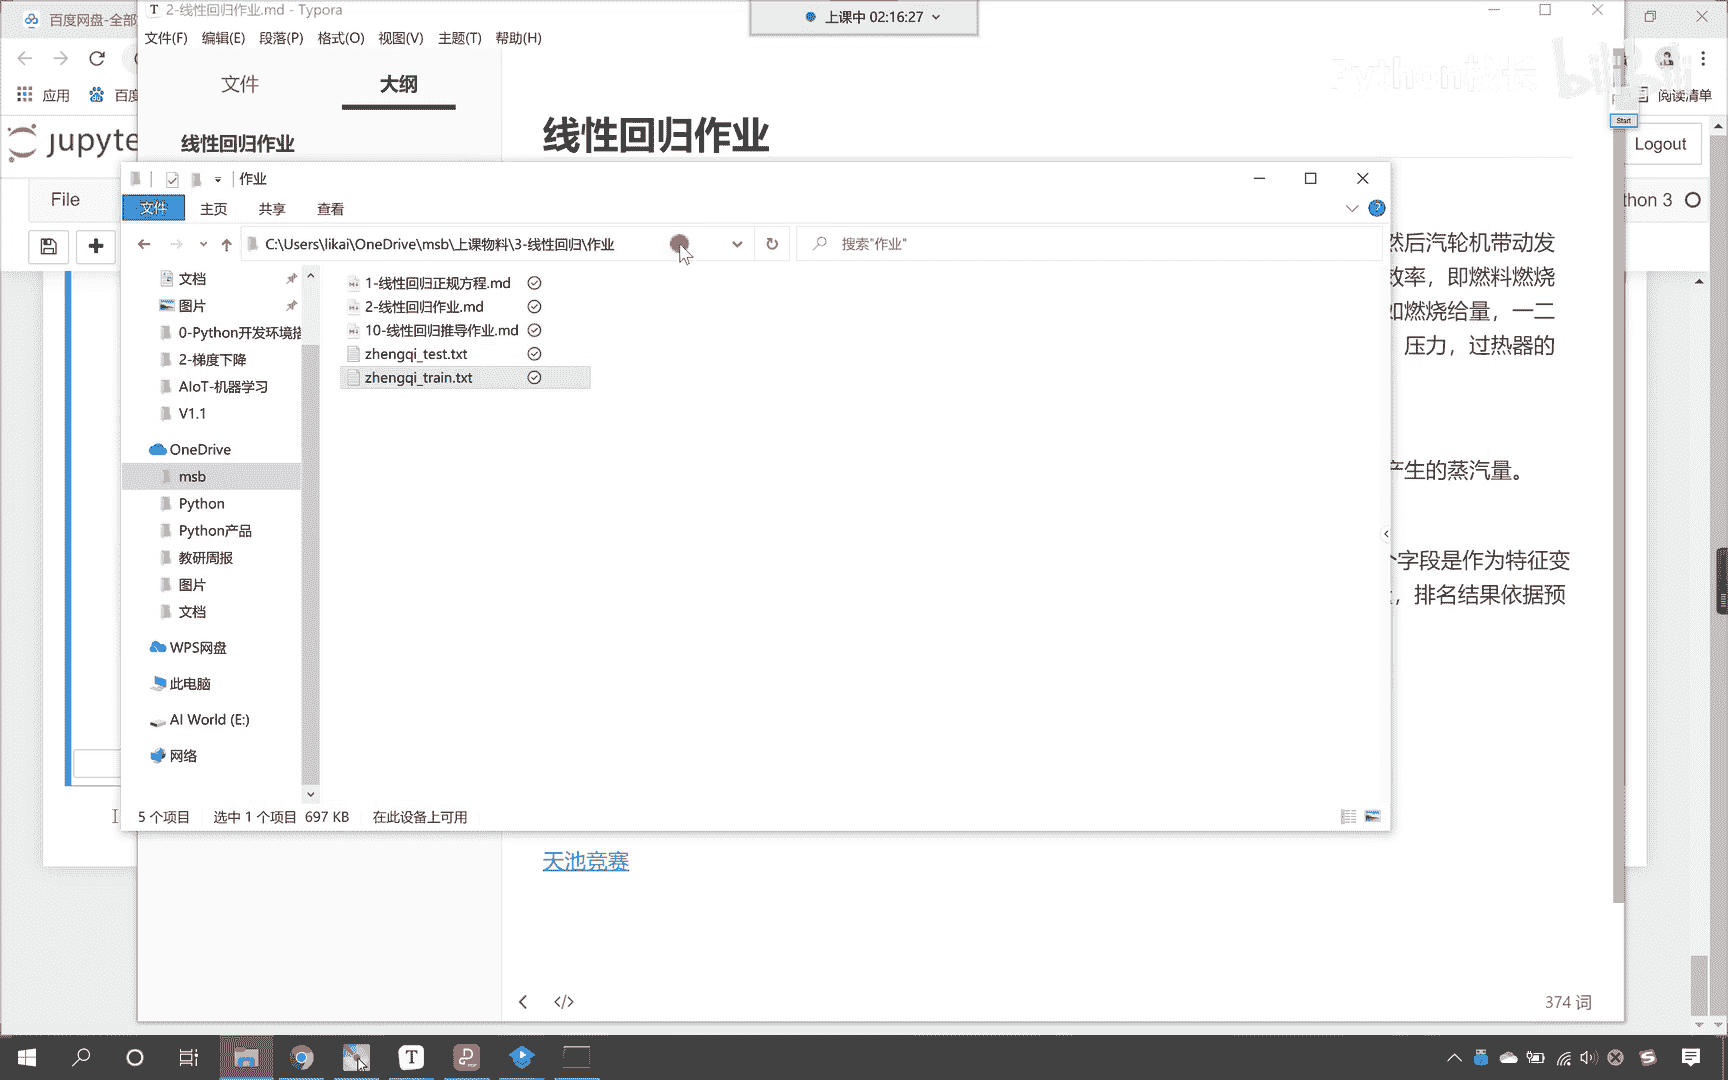 百度网盘-全部
2-线性回归作业.md - Typora
上课中 02:16:27
文件(F) 编辑(E) 段落(P) 格式(O) 视图(V) 主题(T) 帮助(H)
文件
大纲
Python校长
bilibili
应用
百度
阅读清单
Start
jupyte
线性回归作业
线性回归作业
Logout
作业
File
thon 3
文件 主页 共享 查看
C:\Users\likai\OneDrive\msb\上课物料\3-线性回归\作业
搜索"作业"
然后汽轮机带动发
效率，即燃料燃烧
如燃烧给量，一二
压力，过热器的
产生的蒸汽量。
个字段是作为特征变
，排名结果依据预
文档
图片
0-Python开发环境搭
2-梯度下降
AIoT-机器学习
V1.1
OneDrive
msb
Python
Python产品
教研周报
图片
文档
WPS网盘
此电脑
AI World (E:)
网络
1-线性回归正规方程.md
2-线性回归作业.md
10-线性回归推导作业.md
zhengqi_test.txt
zhengqi_train.txt
5 个项目 选中 1 个项目 697 KB 在此设备上可用
天池竞赛
374 词